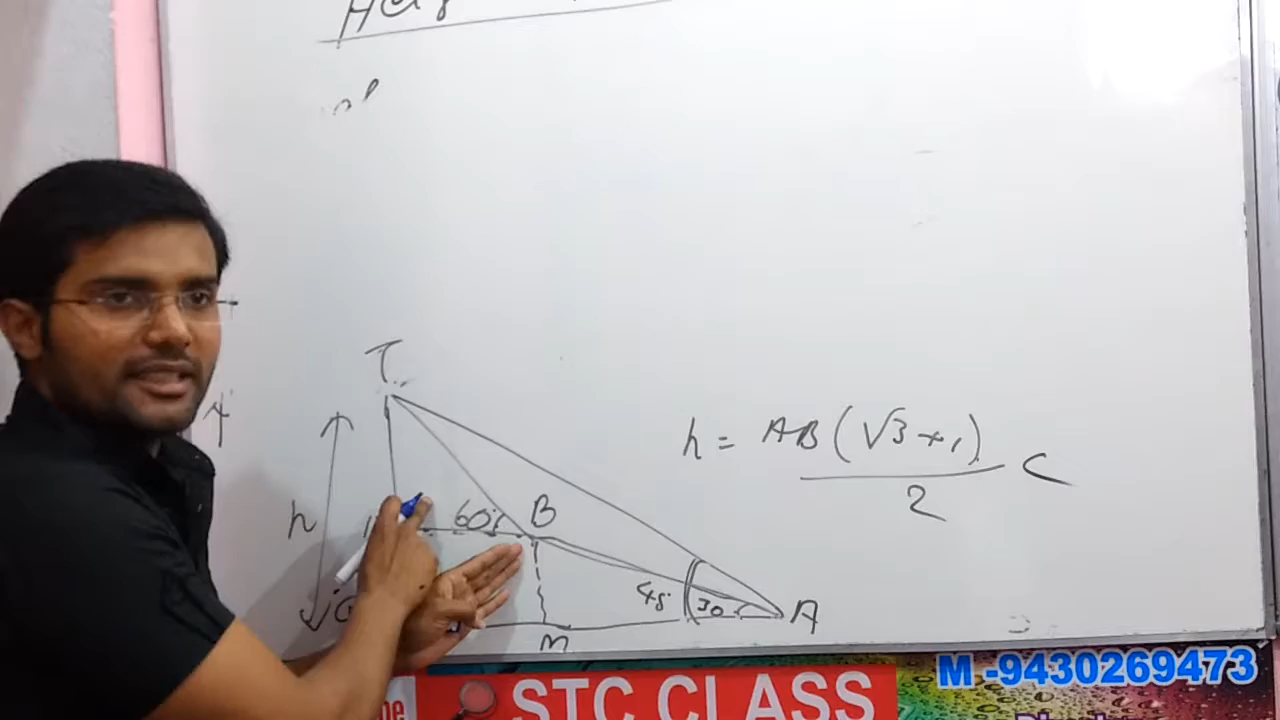 T
h
60°
B
45
30
A
M
h = AB(√3+1)
2
STC CLASS
M -9430269473